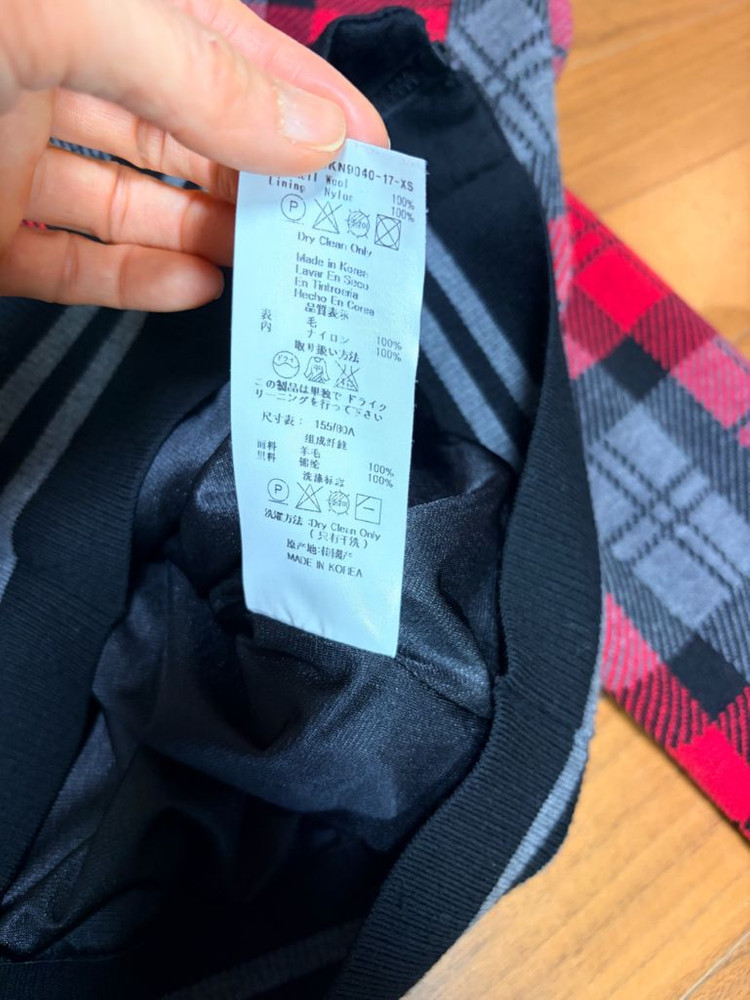 KN9040-17-XS
Wool 100%
Lining Nylon 100%
P
Dry Clean Only
Made in Korea
Lavar En Seco
En Tintoreria
Hecho En Corea
品質表示
表 毛 100%
内 ナイロン 100%
取り扱い方法
この製品は単独で ドライク
リーニングを行って下さい
尺寸表： 155/80A
组成纤维
面料 羊毛 100%
里料 锦纶 100%
洗涤标志
P
洗濯方法 :Dry Clean Only
(只有干洗)
原产地:韩国产
MADE IN KOREA